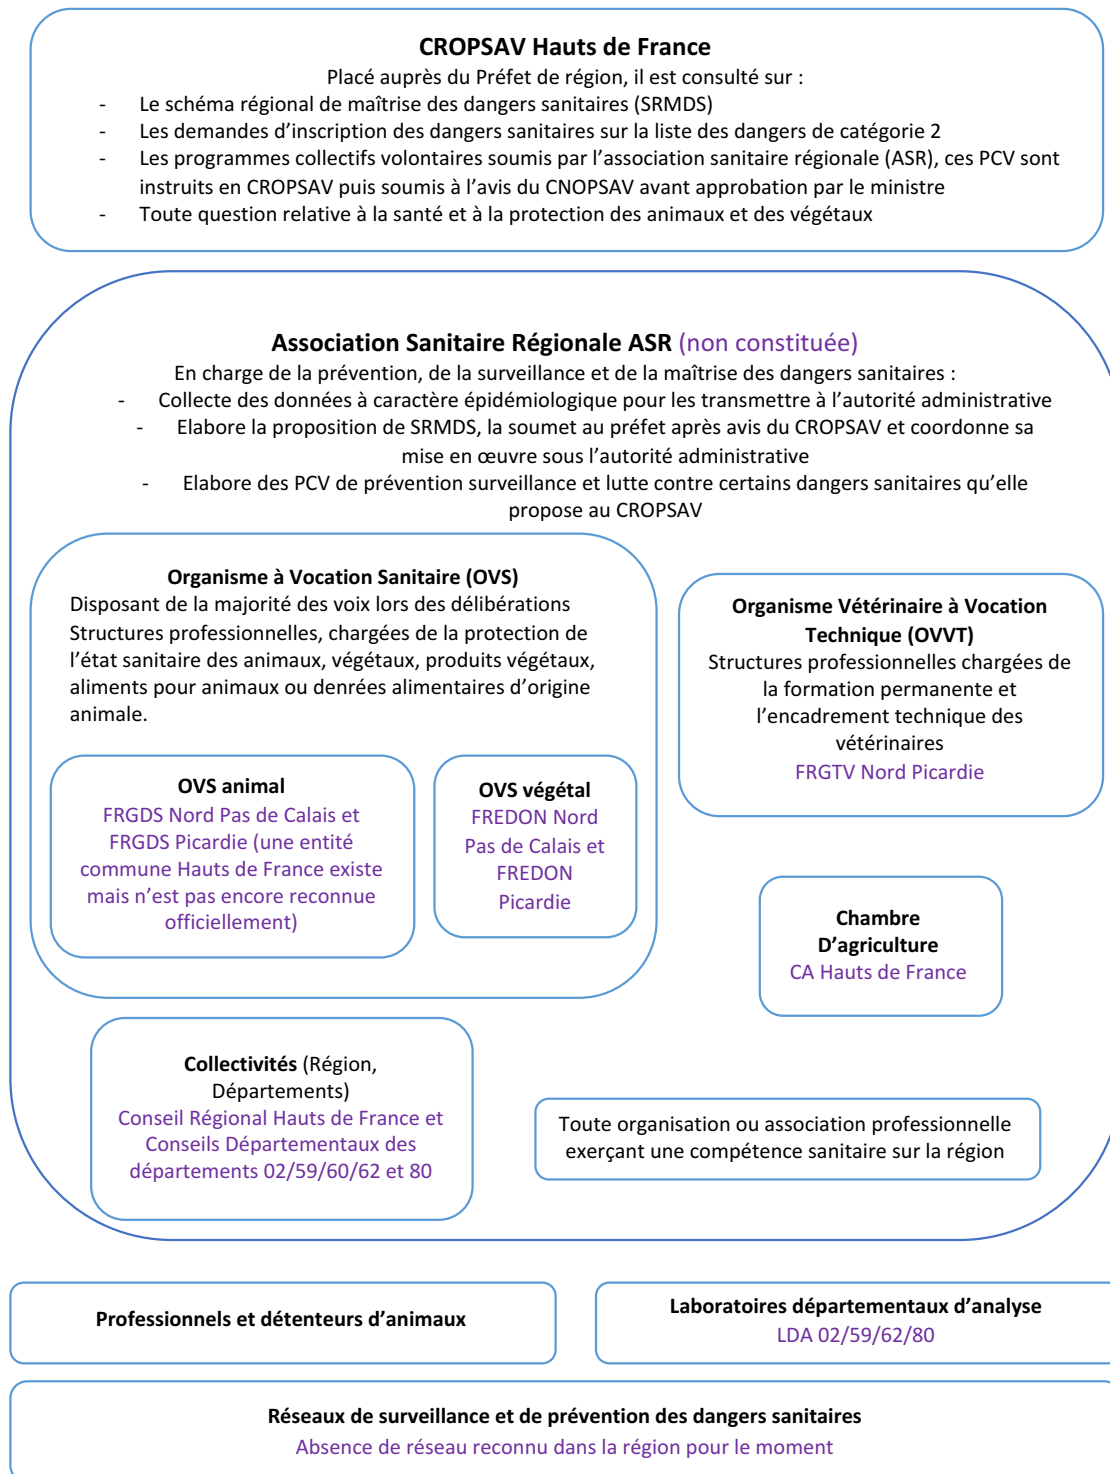 CROPSAV Hauts de France
Placé auprès du Préfet de région, il est consulté sur :
- Le schéma régional de maîtrise des dangers sanitaires (SRMDS)
- Les demandes d’inscription des dangers sanitaires sur la liste des dangers de catégorie 2
- Les programmes collectifs volontaires soumis par l’association sanitaire régionale (ASR), ces PCV sont
instruits en CROPSAV puis soumis à l’avis du CNOPSAV avant approbation par le ministre
- Toute question relative à la santé et à la protection des animaux et des végétaux
Association Sanitaire Régionale ASR (non constituée)
En charge de la prévention, de la surveillance et de la maîtrise des dangers sanitaires :
- Collecte des données à caractère épidémiologique pour les transmettre à l’autorité administrative
- Elabore la proposition de SRMDS, la soumet au préfet après avis du CROPSAV et coordonne sa
mise en œuvre sous l’autorité administrative
- Elabore des PCV de prévention surveillance et lutte contre certains dangers sanitaires qu’elle
propose au CROPSAV
Organisme à Vocation Sanitaire (OVS)
Disposant de la majorité des voix lors des délibérations
Structures professionnelles, chargées de la protection de
l’état sanitaire des animaux, végétaux, produits végétaux,
aliments pour animaux ou denrées alimentaires d’origine
animale.
OVS animal
FRGDS Nord Pas de Calais et
FRGDS Picardie (une entité
commune Hauts de France existe
mais n’est pas encore reconnue
officiellement)
OVS végétal
FREDON Nord
Pas de Calais et
FREDON
Picardie
Organisme Vétérinaire à Vocation
Technique (OVVT)
Structures professionnelles chargées de
la formation permanente et
l’encadrement technique des
vétérinaires
FRGTV Nord Picardie
Chambre
D’agriculture
CA Hauts de France
Collectivités (Région,
Départements)
Conseil Régional Hauts de France et
Conseils Départementaux des
départements 02/59/60/62 et 80
Toute organisation ou association professionnelle
exerçant une compétence sanitaire sur la région
Professionnels et détenteurs d’animaux
Laboratoires départementaux d’analyse
LDA 02/59/62/80
Réseaux de surveillance et de prévention des dangers sanitaires
Absence de réseau reconnu dans la région pour le moment